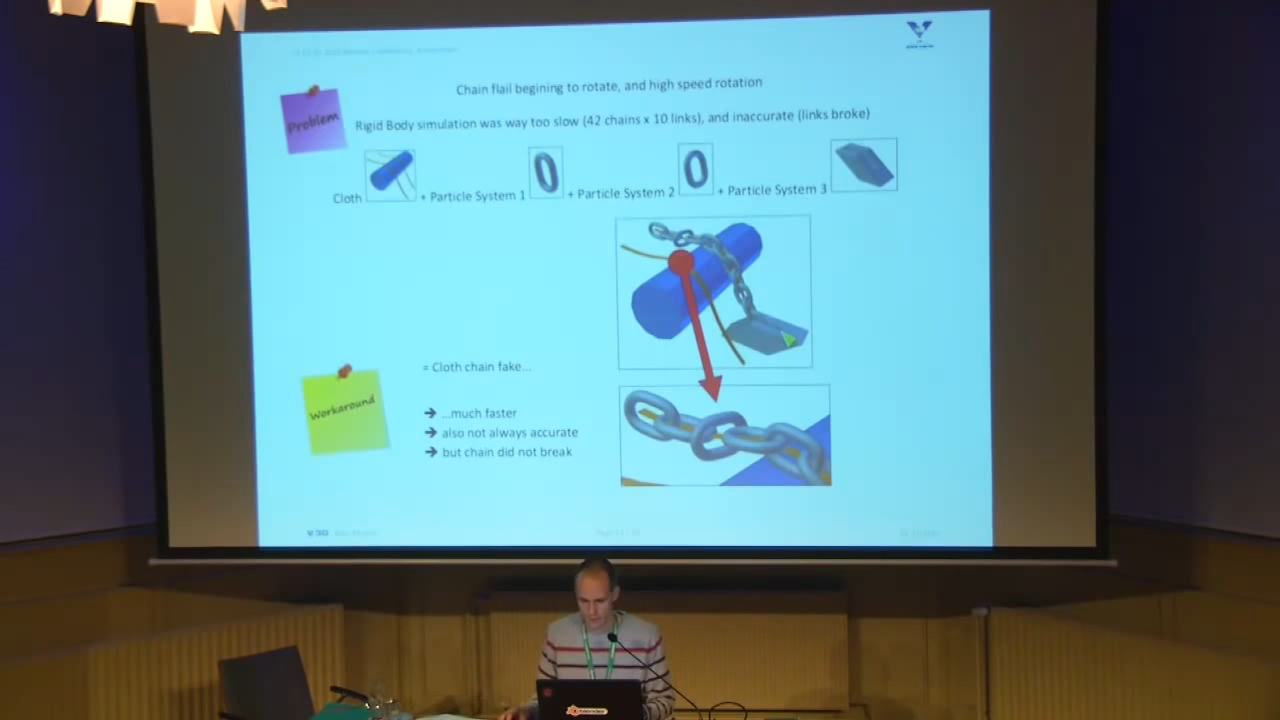 Chain flail begining to rotate, and high speed rotation
Problem
Rigid Body simulation was way too slow (42 chains x 10 links), and inaccurate (links broke)
Cloth + Particle System 1 + Particle System 2 + Particle System 3
= Cloth chain fake...
Workaround
➔ ...much faster
➔ also not always accurate
➔ but chain did not break
V3D
blender